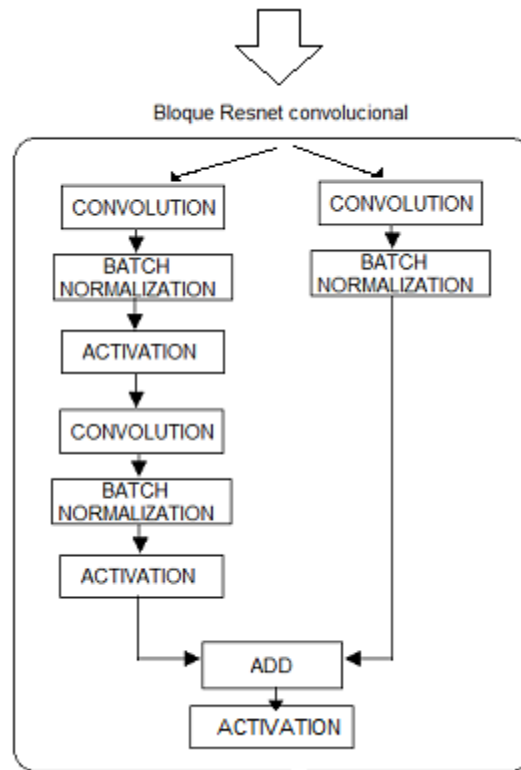 Bloque Resnet convolucional
CONVOLUTION
BATCH
NORMALIZATION
ACTIVATION
CONVOLUTION
BATCH
NORMALIZATION
ACTIVATION
CONVOLUTION
BATCH
NORMALIZATION
ADD
ACTIVATION